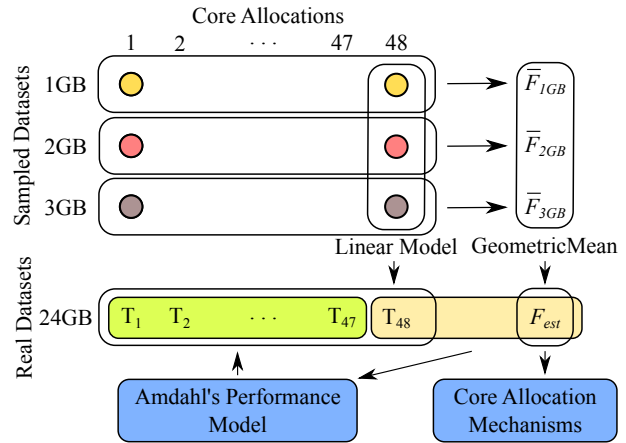 Core Allocations
1 2 · · · 47 48
Sampled Datasets
1GB F̅1GB
2GB F̅2GB
3GB F̅3GB
Linear Model GeometricMean
Real Datasets
24GB T1 T2 · · · T47 T48 Fest
Amdahl's Performance Model
Core Allocation Mechanisms